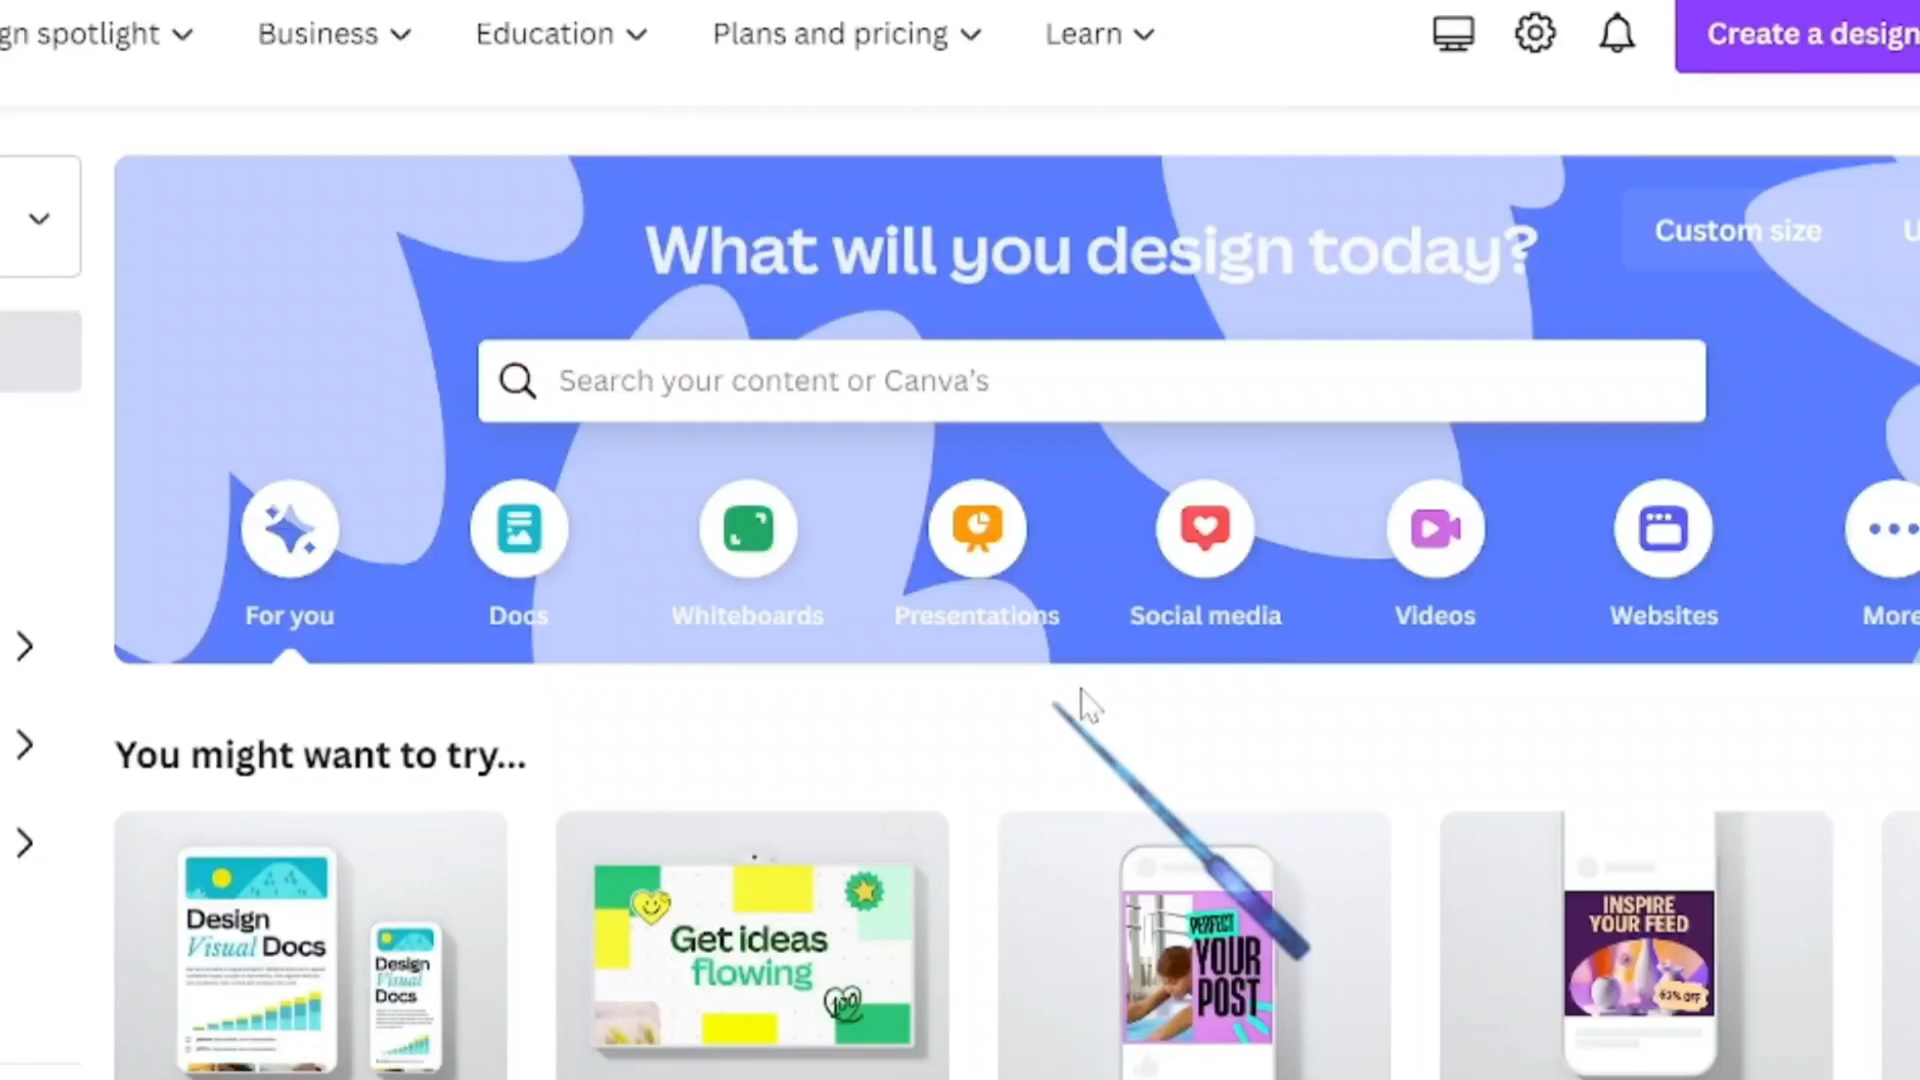 gn spotlight
Business
Education
Plans and pricing
Learn
Create a design
What will you design today?
Custom size
U
Search your content or Canva's
For you
Docs
Whiteboards
Presentations
Social media
Videos
Websites
More
You might want to try...
Design
Visual Docs
Design
Visual
Docs
Get ideas
flowing
100
PERFECT
YOUR
POST
INSPIRE
YOUR FEED